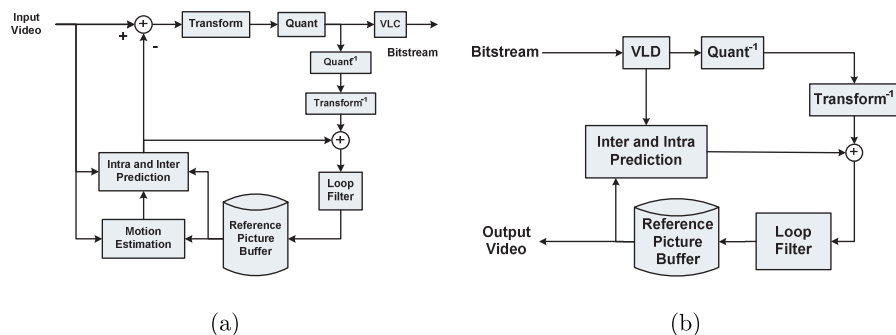 Input
Video
+
-
+
Transform
Quant
VLC
Bitstream
Quant⁻¹
Transform⁻¹
+
Intra and Inter
Prediction
Loop
Filter
Motion
Estimation
Reference
Picture
Buffer
(a)
Bitstream
VLD
Quant⁻¹
Transform⁻¹
Inter and Intra
Prediction
+
Output
Video
Reference
Picture
Buffer
Loop
Filter
(b)